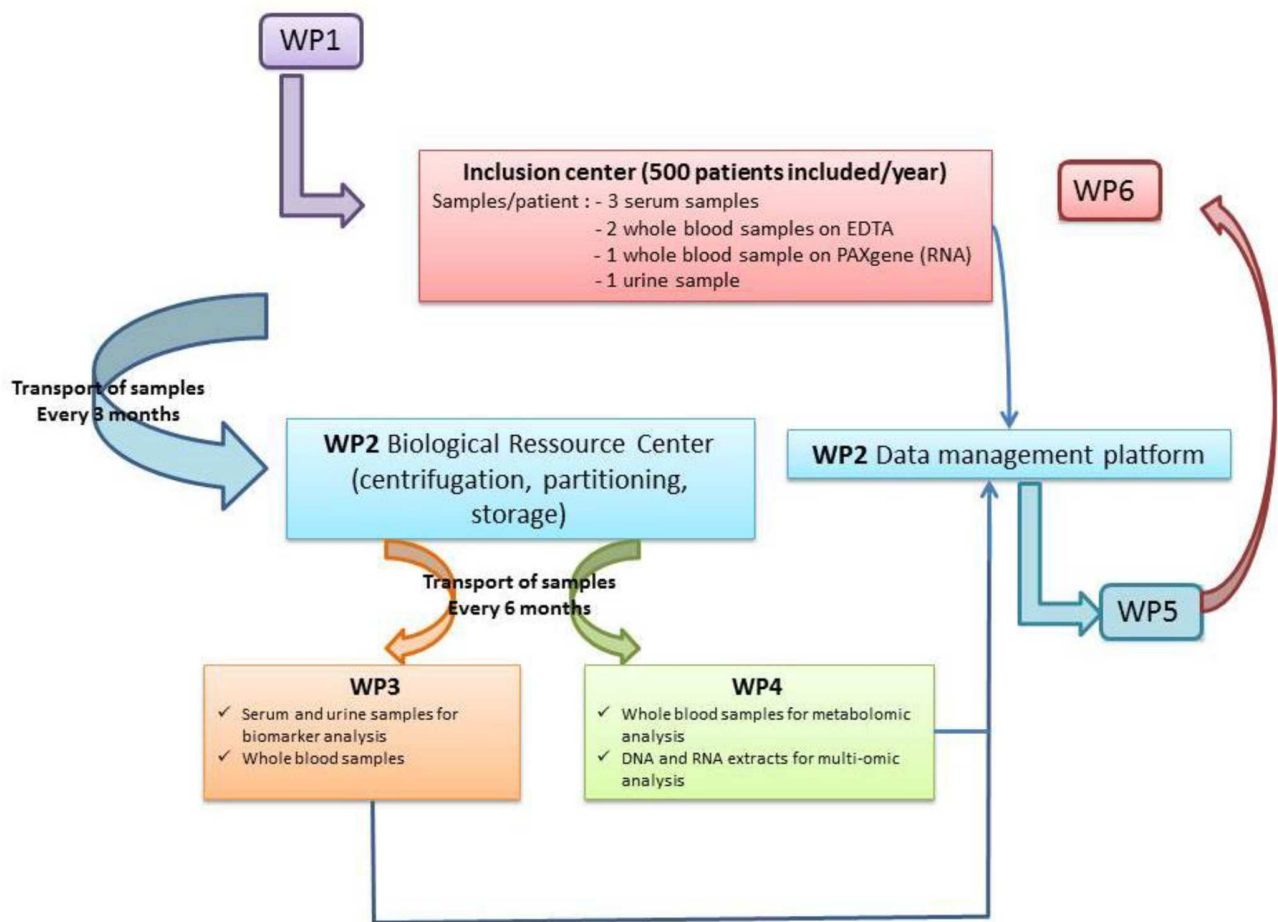 WP1
Inclusion center (500 patients included/year)
Samples/patient : - 3 serum samples
- 2 whole blood samples on EDTA
- 1 whole blood sample on PAXgene (RNA)
- 1 urine sample
WP6
Transport of samples
Every 3 months
WP2 Biological Ressource Center
(centrifugation, partitioning,
storage)
WP2 Data management platform
Transport of samples
Every 6 months
WP5
WP3
✓ Serum and urine samples for
biomarker analysis
✓ Whole blood samples
WP4
✓ Whole blood samples for metabolomic
analysis
✓ DNA and RNA extracts for multi-omic
analysis